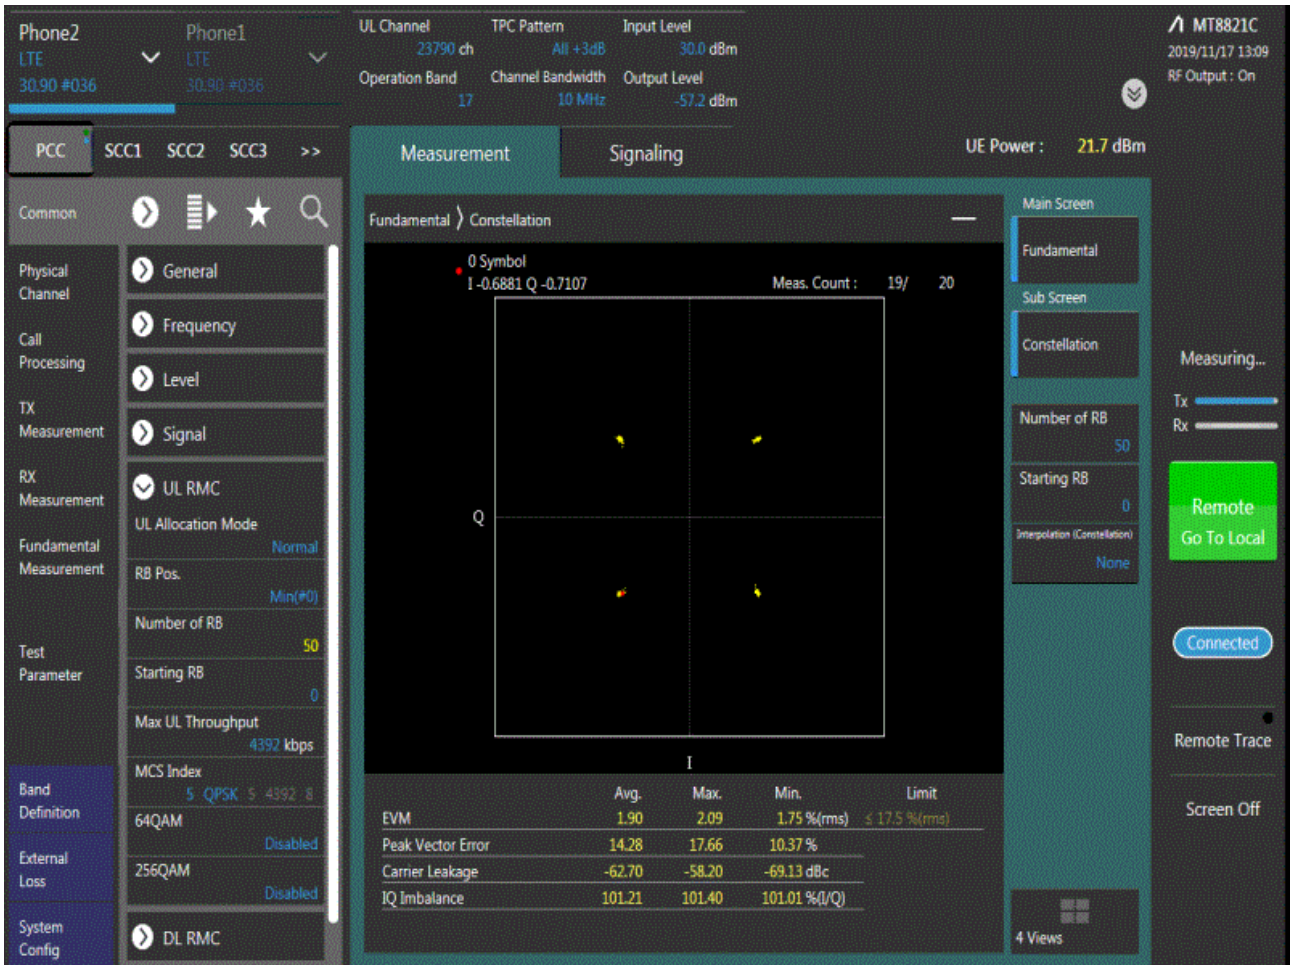 Phone2
LTE
30.90 #036
Phone1
LTE
30.90 #036
UL Channel
23790 ch
TPC Pattern
All +3dB
Input Level
30.0 dBm
Operation Band
17
Channel Bandwidth
10 MHz
Output Level
-57.2 dBm
MT8821C
2019/11/17 13:09
RF Output : On
PCC SCC1 SCC2 SCC3 >>
Measurement
Signaling
UE Power : 21.7 dBm
Common
Physical
Channel
Call
Processing
TX
Measurement
RX
Measurement
Fundamental
Measurement
Test
Parameter
Band
Definition
External
Loss
System
Config
General
Frequency
Level
Signal
UL RMC
UL Allocation Mode
Normal
RB Pos.
Min(#0)
Number of RB
50
Starting RB
0
Max UL Throughput
4392 kbps
MCS Index
5 QPSK 5 4392 8
64QAM
Disabled
256QAM
Disabled
DL RMC
Fundamental 〉 Constellation
0 Symbol
I -0.6881 Q -0.7107
Meas. Count : 19/ 20
Q
I
Avg. Max. Min. Limit
EVM 1.90 2.09 1.75 %(rms) ≤ 17.5 %(rms)
Peak Vector Error 14.28 17.66 10.37 %
Carrier Leakage -62.70 -58.20 -69.13 dBc
IQ Imbalance 101.21 101.40 101.01 %(I/Q)
Main Screen
Fundamental
Sub Screen
Constellation
Number of RB
50
Starting RB
0
Interpolation (Constellation)
None
4 Views
Measuring...
Tx
Rx
Remote
Go To Local
Connected
Remote Trace
Screen Off